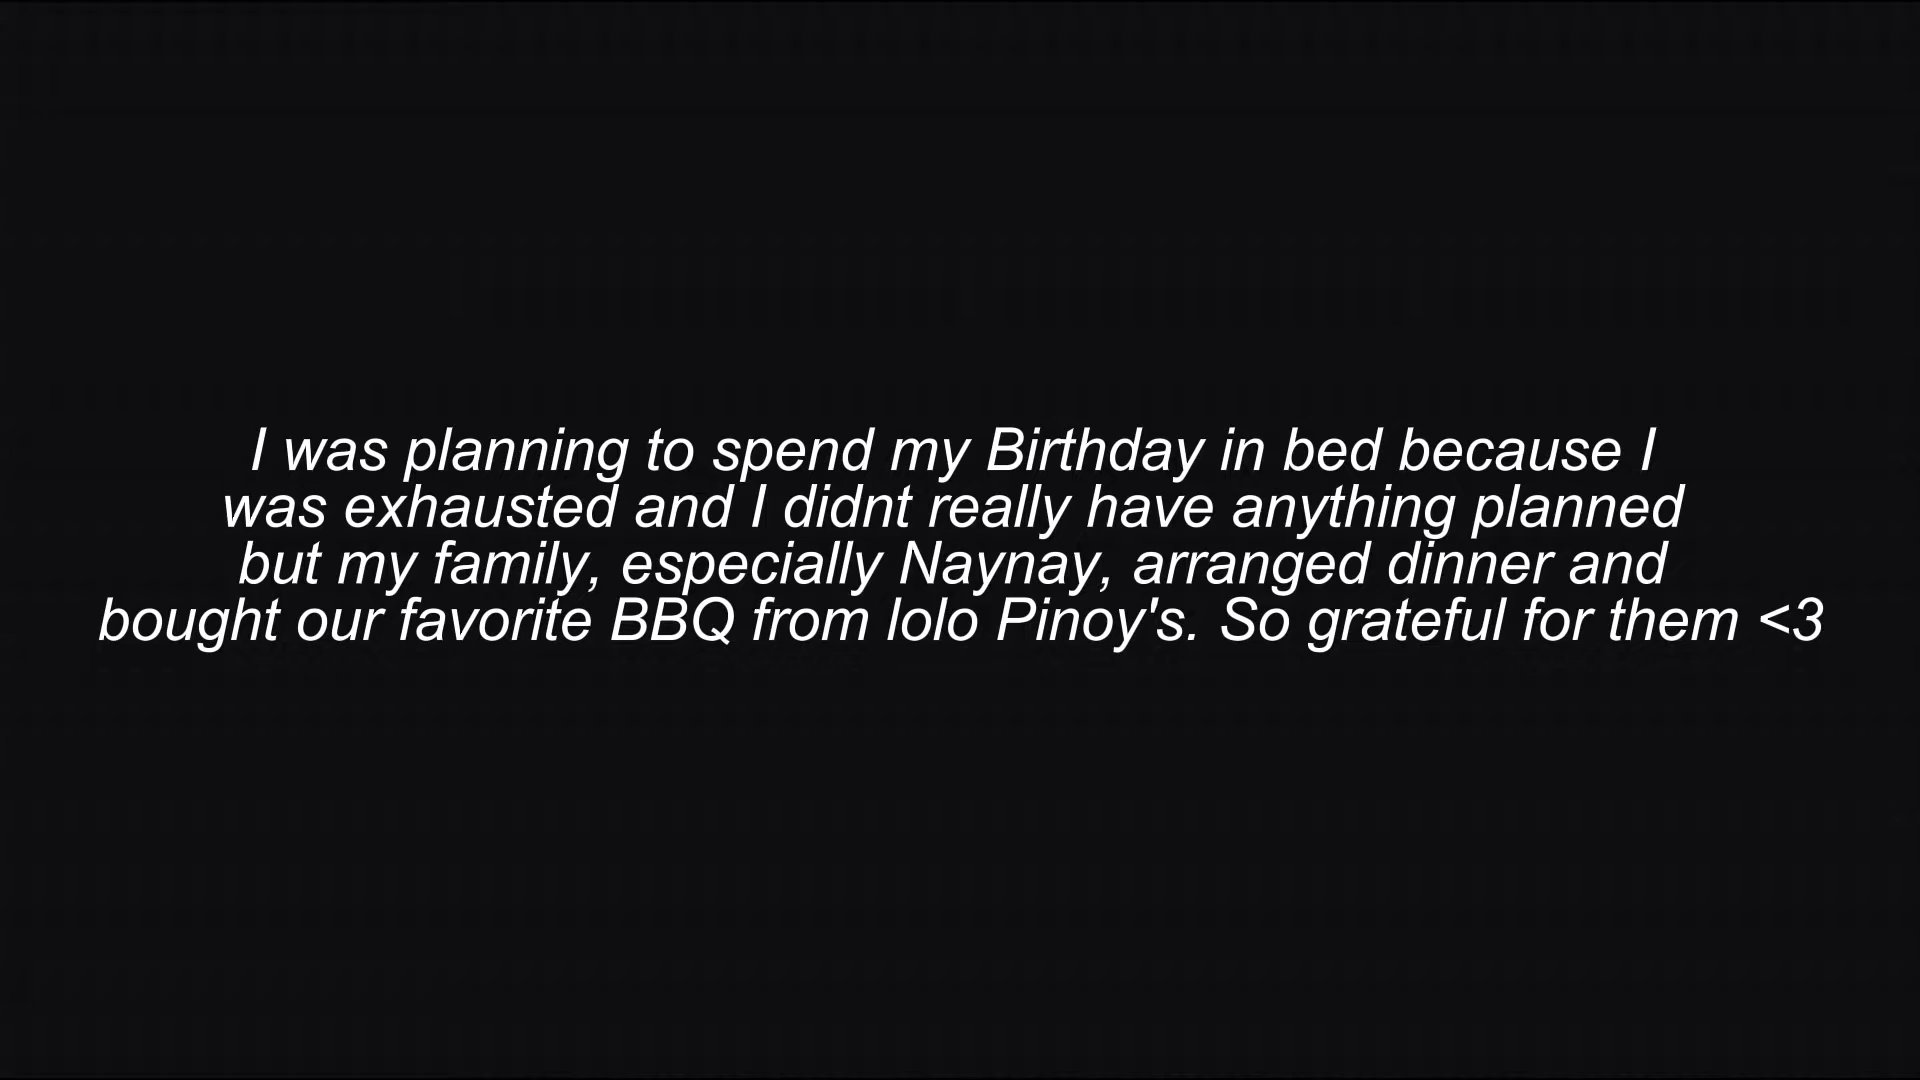 I was planning to spend my Birthday in bed because I
was exhausted and I didnt really have anything planned
but my family, especially Naynay, arranged dinner and
bought our favorite BBQ from lolo Pinoy's. So grateful for them <3